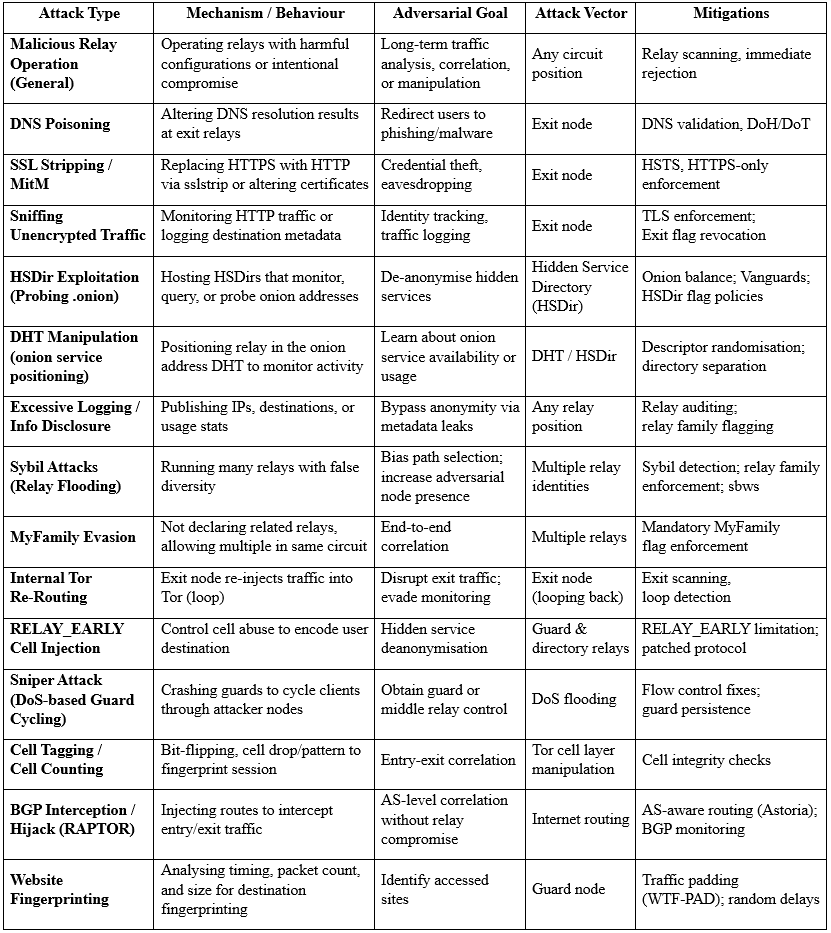 Attack Type Mechanism / Behaviour Adversarial Goal Attack Vector Mitigations
Malicious Relay
Operation
(General)
Operating relays with harmful
configurations or intentional
compromise
Long-term traffic
analysis, correlation,
or manipulation
Any circuit
position
Relay scanning, immediate
rejection
DNS Poisoning
Altering DNS resolution results
at exit relays
Redirect users to
phishing/malware
Exit node
DNS validation, DoH/DoT
SSL Stripping /
MitM
Replacing HTTPS with HTTP
via sslstrip or altering certificates
Credential theft,
eavesdropping
Exit node
HSTS, HTTPS-only
enforcement
Sniffing
Unencrypted Traffic
Monitoring HTTP traffic or
logging destination metadata
Identity tracking,
traffic logging
Exit node
TLS enforcement;
Exit flag revocation
HSDir Exploitation
(Probing .onion)
Hosting HSDirs that monitor,
query, or probe onion addresses
De-anonymise hidden
services
Hidden Service
Directory
(HSDir)
Onion balance; Vanguards;
HSDir flag policies
DHT Manipulation
(onion service
positioning)
Positioning relay in the onion
address DHT to monitor activity
Learn about onion
service availability or
usage
DHT / HSDir
Descriptor randomisation;
directory separation
Excessive Logging /
Info Disclosure
Publishing IPs, destinations, or
usage stats
Bypass anonymity via
metadata leaks
Any relay
position
Relay auditing;
relay family flagging
Sybil Attacks
(Relay Flooding)
Running many relays with false
diversity
Bias path selection;
increase adversarial
node presence
Multiple relay
identities
Sybil detection; relay family
enforcement; sbws
MyFamily Evasion
Not declaring related relays,
allowing multiple in same circuit
End-to-end
correlation
Multiple relays
Mandatory MyFamily
flag enforcement
Internal Tor
Re-Routing
Exit node re-injects traffic into
Tor (loop)
Disrupt exit traffic;
evade monitoring
Exit node
(looping back)
Exit scanning,
loop detection
RELAY_EARLY
Cell Injection
Control cell abuse to encode user
destination
Hidden service
deanonymisation
Guard &
directory relays
RELAY_EARLY limitation;
patched protocol
Sniper Attack
(DoS-based Guard
Cycling)
Crashing guards to cycle clients
through attacker nodes
Obtain guard or
middle relay control
DoS flooding
Flow control fixes;
guard persistence
Cell Tagging /
Cell Counting
Bit-flipping, cell drop/pattern to
fingerprint session
Entry-exit correlation
Tor cell layer
manipulation
Cell integrity checks
BGP Interception /
Hijack (RAPTOR)
Injecting routes to intercept
entry/exit traffic
AS-level correlation
without relay
compromise
Internet routing
AS-aware routing (Astoria);
BGP monitoring
Website
Fingerprinting
Analysing timing, packet count,
and size for destination
fingerprinting
Identify accessed
sites
Guard node
Traffic padding
(WTF-PAD); random delays